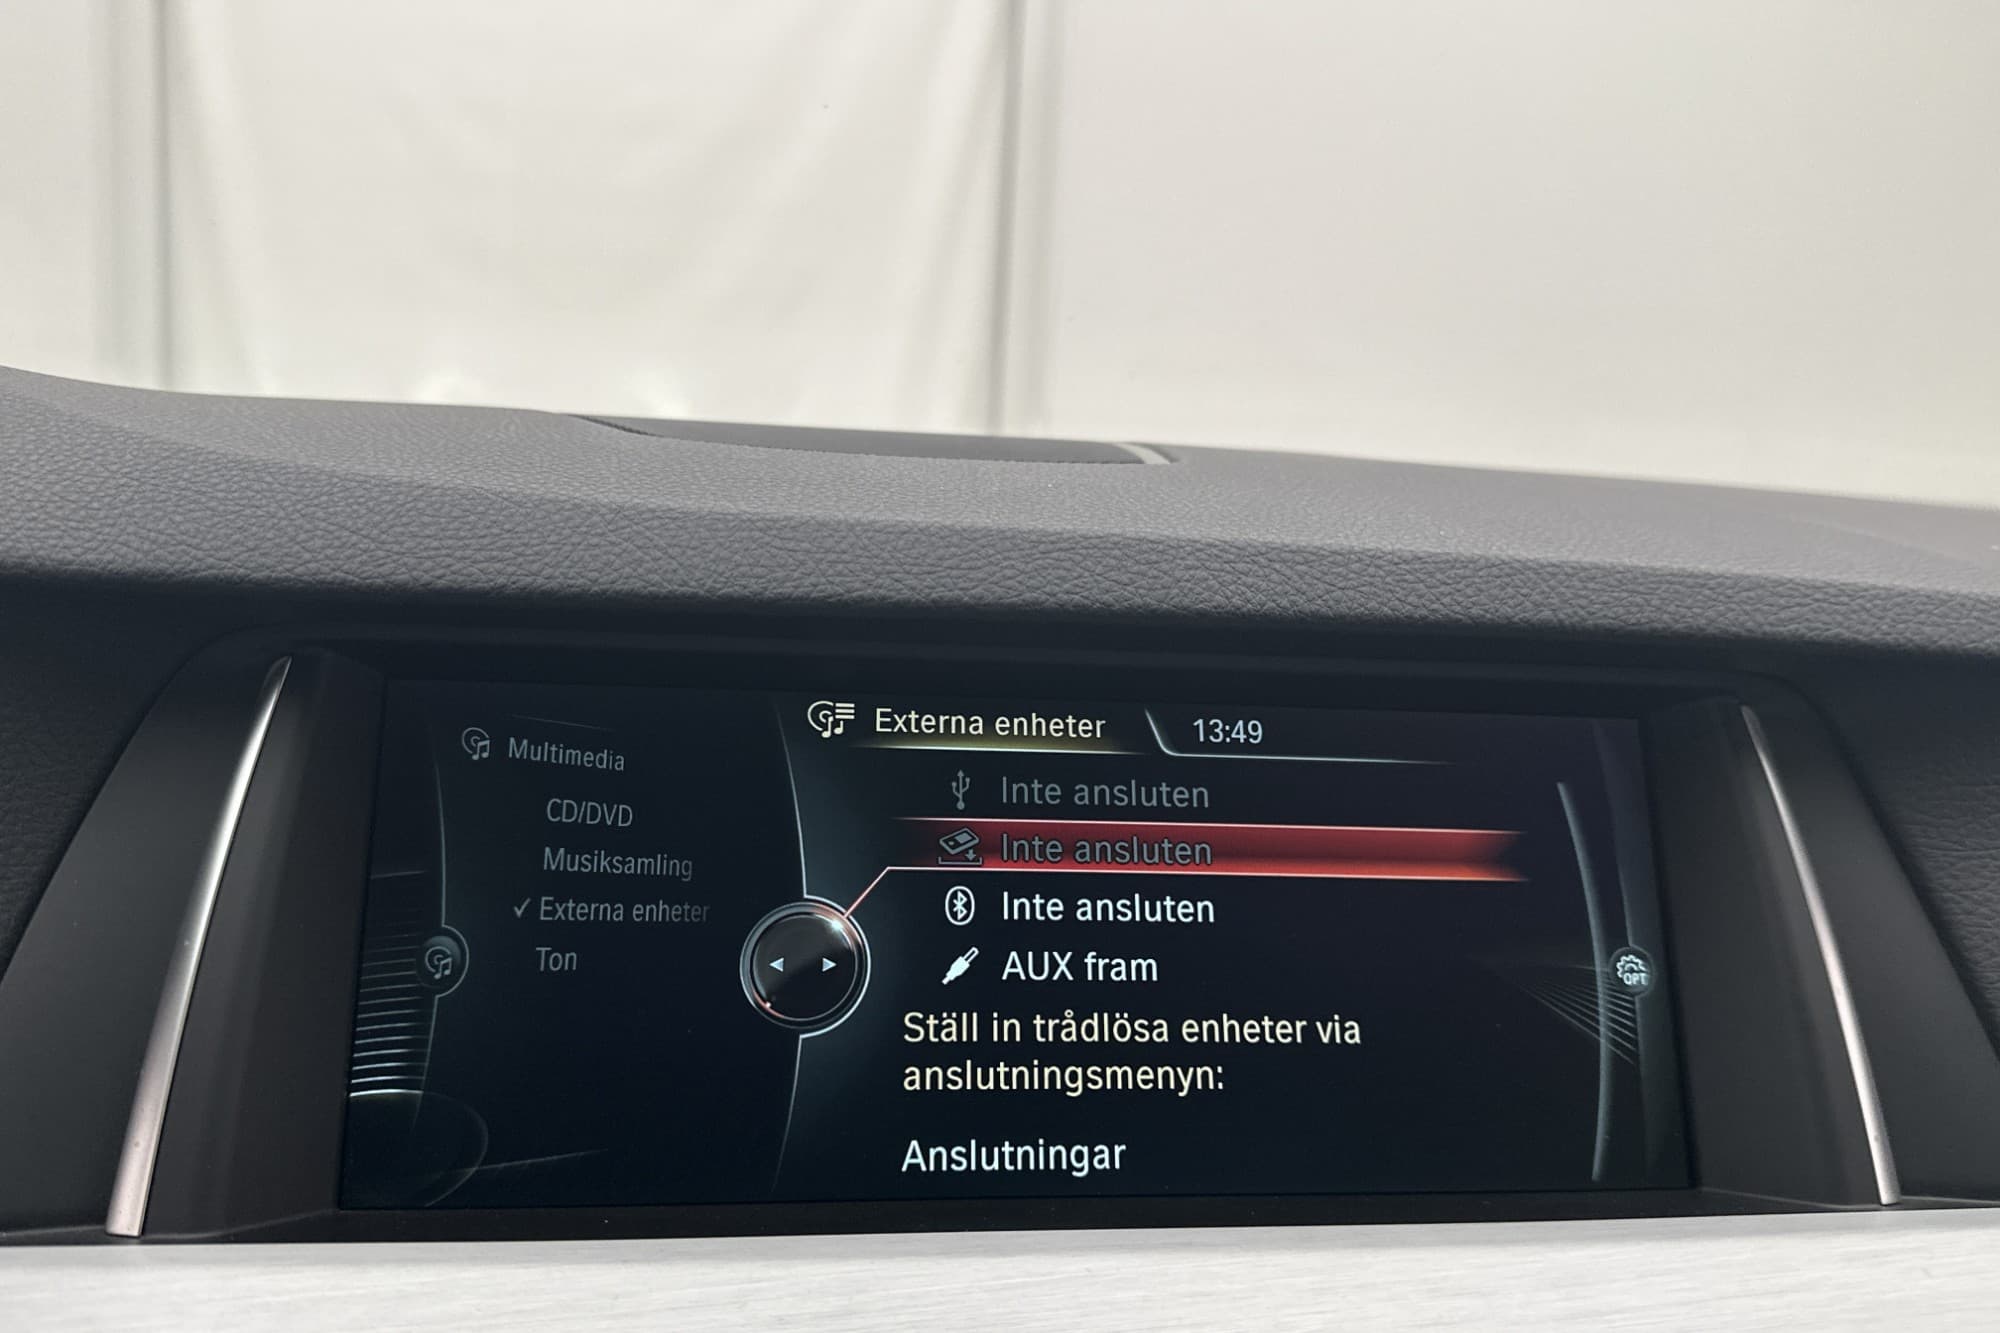 Multimedia
CD/DVD
Musiksamling
✓ Externa enheter
Ton
Externa enheter
13:49
Inte ansluten
Inte ansluten
Inte ansluten
AUX fram
Ställ in trådlösa enheter via
anslutningsmenyn:
Anslutningar
OPT